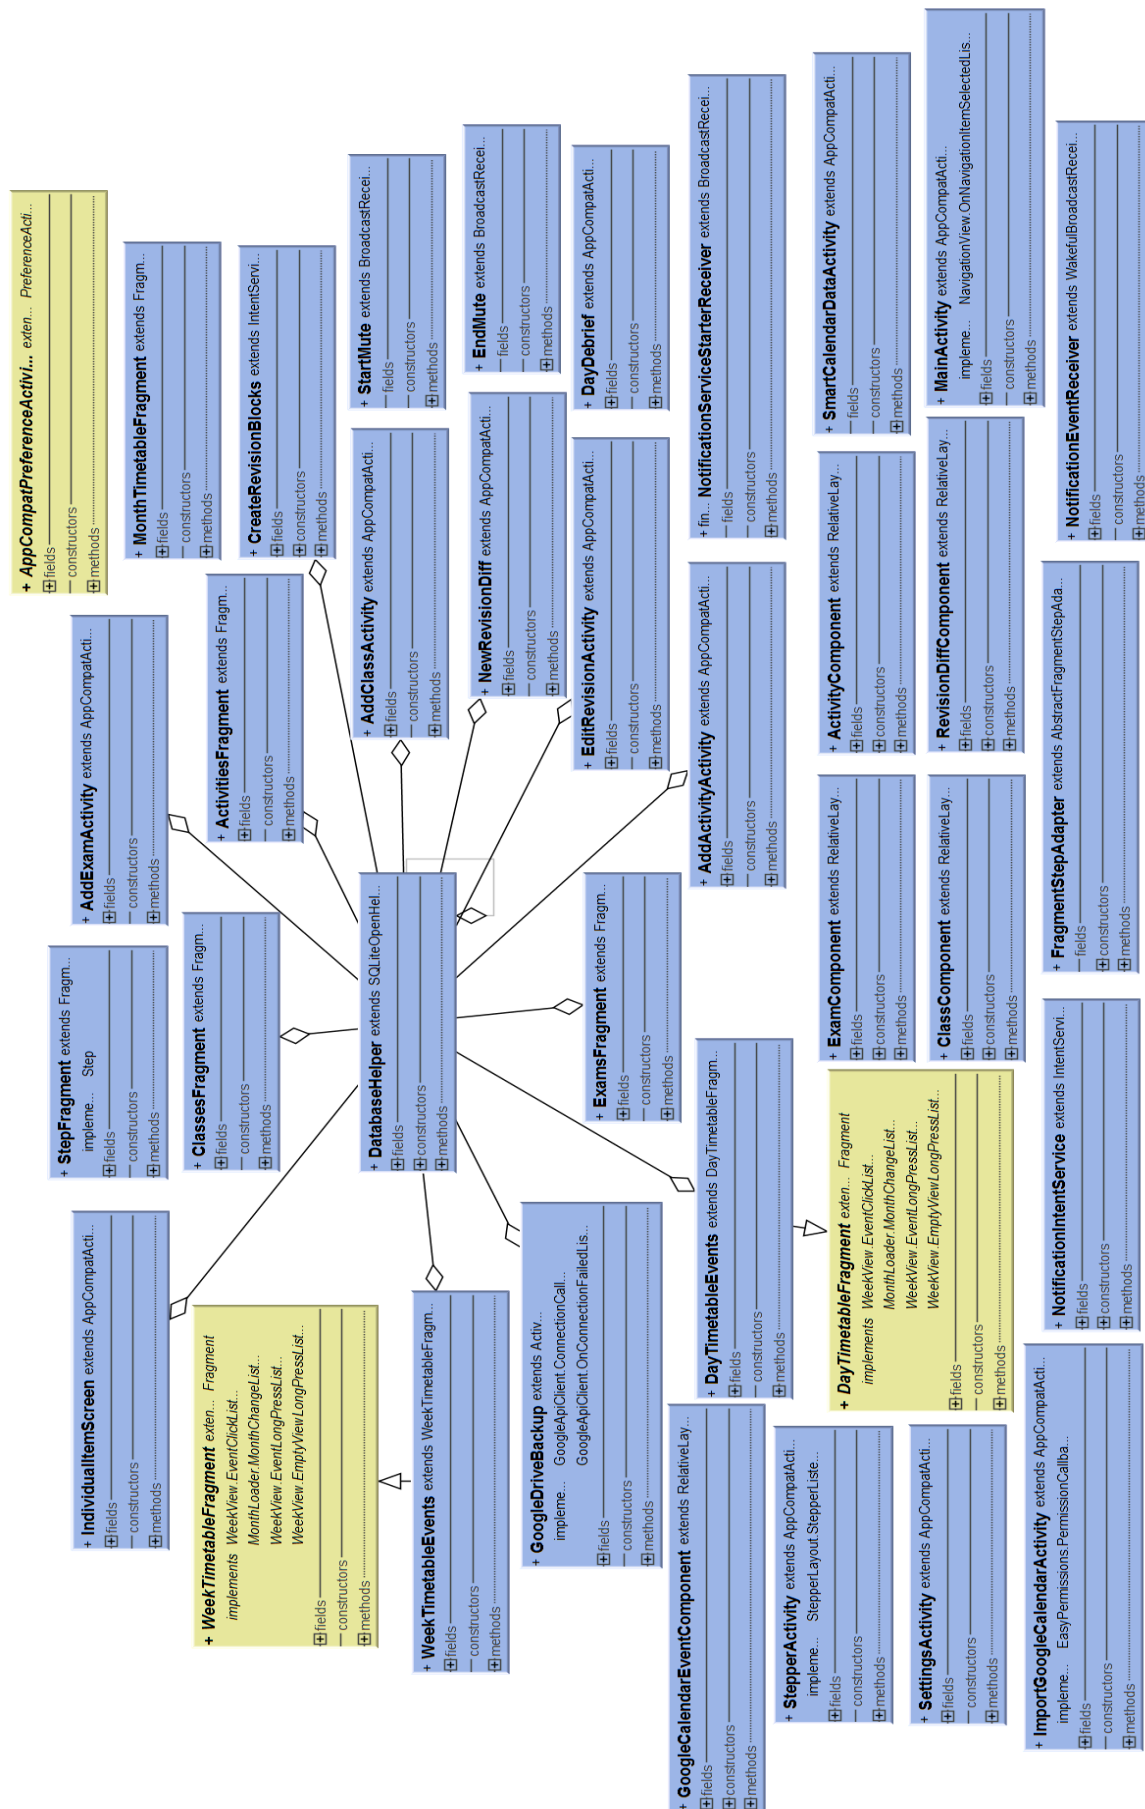 + IndividualItemScreen extends AppCompatActi...
fields
constructors
methods
+ StepFragment extends Fragm...
impleme... Step
fields
constructors
methods
+ AddExamActivity extends AppCompatActi...
fields
constructors
methods
+ AppCompatPreferenceActivi... exten... PreferenceActi...
fields
constructors
methods
+ WeekTimetableFragment exten... Fragment
implements WeekView.EventClickList...
MonthLoader.MonthChangeList...
WeekView.EventLongPressList...
WeekView.EmptyViewLongPressList...
fields
constructors
methods
+ ClassesFragment extends Fragm...
fields
constructors
methods
+ ActivitiesFragment extends Fragm...
fields
constructors
methods
+ MonthTimetableFragment extends Fragm...
fields
constructors
methods
+ CreateRevisionBlocks extends IntentServi...
fields
constructors
methods
+ WeekTimetableEvents extends WeekTimetableFragm...
fields
constructors
methods
+ DatabaseHelper extends SQLiteOpenHel...
fields
constructors
methods
+ AddClassActivity extends AppCompatActi...
fields
constructors
methods
+ StartMute extends BroadcastRecei...
fields
constructors
methods
+ GoogleDriveBackup extends Activ...
impleme... GoogleApiClient.ConnectionCall...
GoogleApiClient.OnConnectionFailedLis...
fields
constructors
methods
+ NewRevisionDiff extends AppCompatActi...
fields
constructors
methods
+ EndMute extends BroadcastRecei...
fields
constructors
methods
+ ExamsFragment extends Fragm...
fields
constructors
methods
+ EditRevisionActivity extends AppCompatActi...
fields
constructors
methods
+ DayDebrief extends AppCompatActi...
fields
constructors
methods
+ GoogleCalendarEventComponent extends RelativeLay...
fields
constructors
methods
+ DayTimetableEvents extends DayTimetableFragm...
fields
constructors
methods
+ AddActivityActivity extends AppCompatActi...
fields
constructors
methods
+ fin... NotificationServiceStarterReceiver extends BroadcastRecei...
fields
constructors
methods
+ StepperActivity extends AppCompatActi...
impleme... StepperLayout.StepperListe...
fields
constructors
methods
+ DayTimetableFragment exten... Fragment
implements WeekView.EventClickList...
MonthLoader.MonthChangeList...
WeekView.EventLongPressList...
WeekView.EmptyViewLongPressList...
fields
constructors
methods
+ ExamComponent extends RelativeLay...
fields
constructors
methods
+ ActivityComponent extends RelativeLay...
fields
constructors
methods
+ SmartCalendarDataActivity extends AppCompatActi...
fields
constructors
methods
+ SettingsActivity extends AppCompatActi...
fields
constructors
methods
+ ClassComponent extends RelativeLay...
fields
constructors
methods
+ RevisionDiffComponent extends RelativeLay...
fields
constructors
methods
+ MainActivity extends AppCompatActi...
impleme... NavigationView.OnNavigationItemSelectedLis...
fields
constructors
methods
+ ImportGoogleCalendarActivity extends AppCompatActi...
impleme... EasyPermissions.PermissionCallba...
fields
constructors
methods
+ NotificationIntentService extends IntentServi...
fields
constructors
methods
+ FragmentStepAdapter extends AbstractFragmentStepAda...
fields
constructors
methods
+ NotificationEventReceiver extends WakefulBroadcastRecei...
fields
constructors
methods